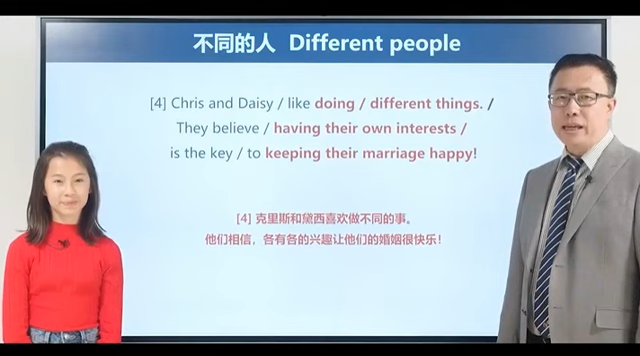 不同的人 Different people
[4] Chris and Daisy / like doing / different things. /
They believe / having their own interests /
is the key / to keeping their marriage happy!
[4] 克里斯和黛西喜欢做不同的事。
他们相信，各有各的兴趣让他们的婚姻很快乐！